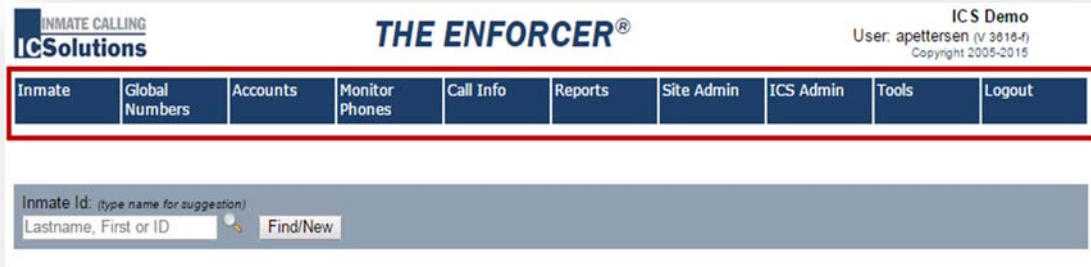 INMATE CALLING
ICSolutions
THE ENFORCER®
ICS Demo
User: apettersen (V 3616-f)
Copyright 2005-2015
Inmate
Global
Numbers
Accounts
Monitor
Phones
Call Info
Reports
Site Admin
ICS Admin
Tools
Logout
Inmate Id: (type name for suggestion)
Lastname, First or ID
Find/New